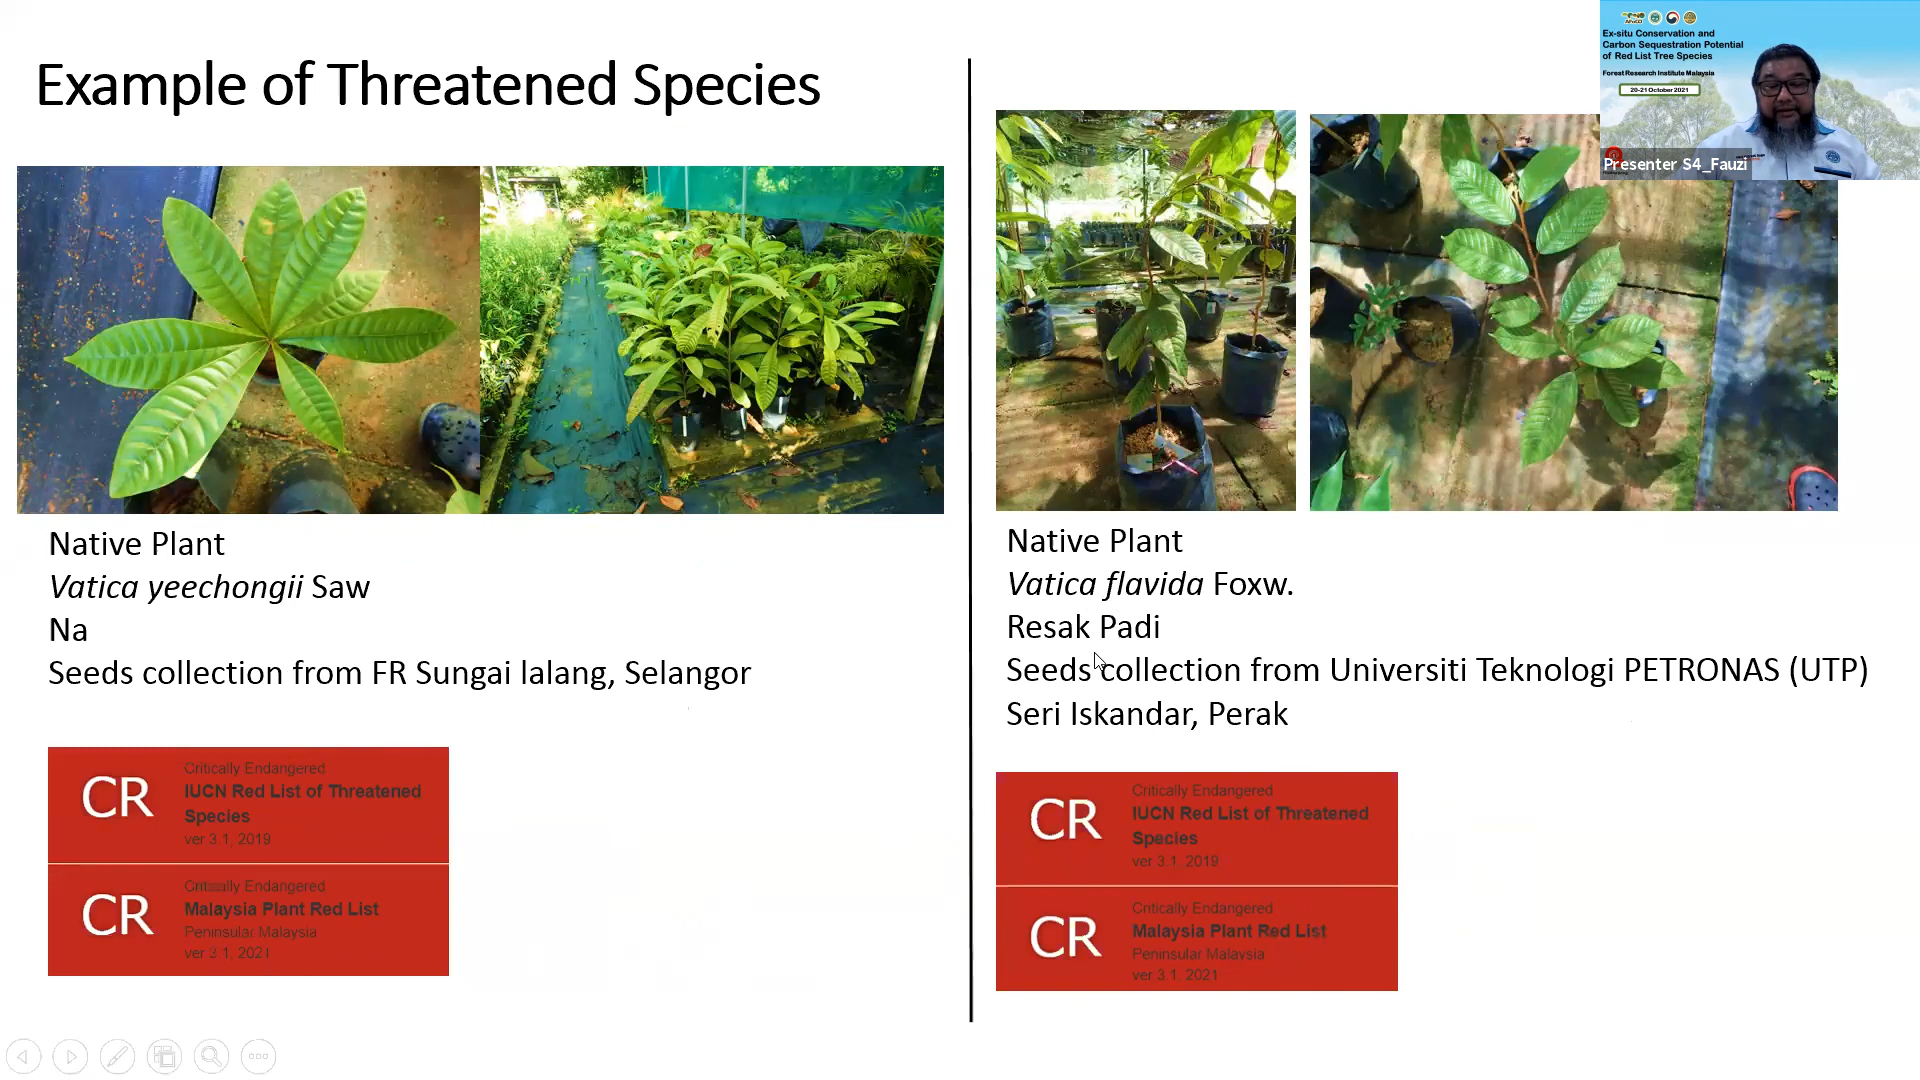 Example of Threatened Species
Native Plant
Vatica yeechongii Saw
Na
Seeds collection from FR Sungai lalang, Selangor
CR
Critically Endangered
IUCN Red List of Threatened
Species
ver 3.1, 2019
CR
Critically Endangered
Malaysia Plant Red List
Peninsular Malaysia
ver 3.1, 2021
Native Plant
Vatica flavida Foxw.
Resak Padi
Seeds collection from Universiti Teknologi PETRONAS (UTP)
Seri Iskandar, Perak
CR
Critically Endangered
IUCN Red List of Threatened
Species
ver 3.1, 2019
CR
Critically Endangered
Malaysia Plant Red List
Peninsular Malaysia
ver 3.1, 2021
Ex-situ Conservation and
Carbon Sequestration Potential
of Red List Tree Species
Forest Research Institute Malaysia
20-21 October 2021
Presenter S4_Fauzi